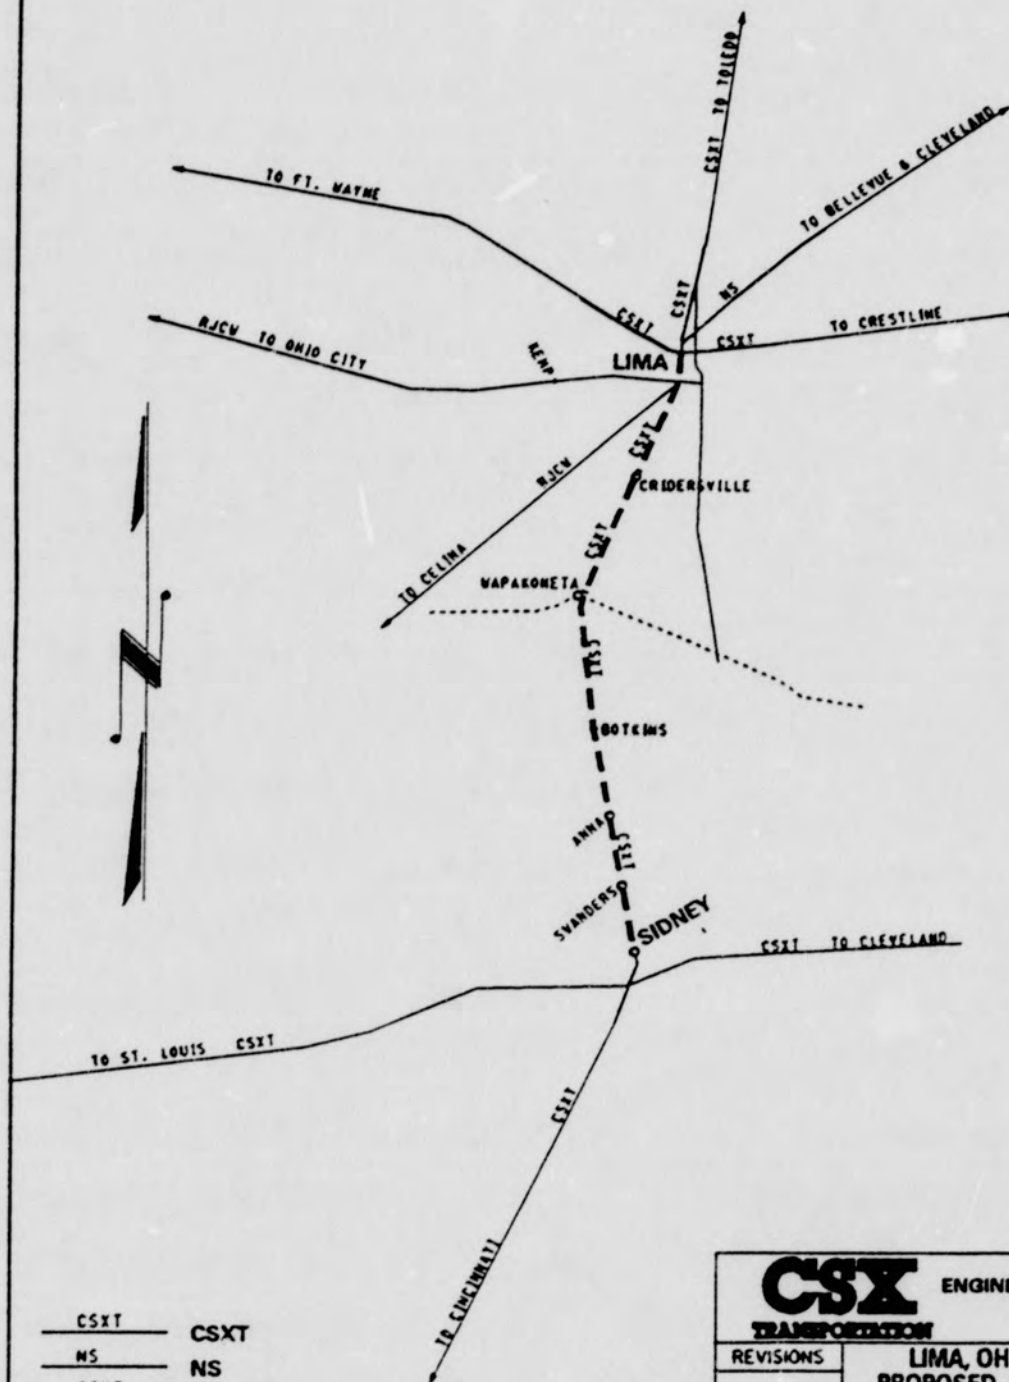 CSXT TO TOLEDO
TO FT. WAYNE
TO BELLEVUE & CLEVELAND
CSXT
NS
CSXT
RJCW TO OHIO CITY
KEMP
LIMA
CSXT
TO CRESTLINE
CSXT
CRIDERSVILLE
RJCW
TO CELINA
CSXT
WAPAKONETA
CSXT
BOTKINS
ANNA
CSXT
SWANDERS
SIDNEY
CSXT TO CLEVELAND
TO ST. LOUIS CSXT
CSXT
TO CINCINNATI
CSXT CSXT
NS NS
CSX ENGINE
TRANSPORTATION
REVISIONS
LIMA, OH
PROPOSED